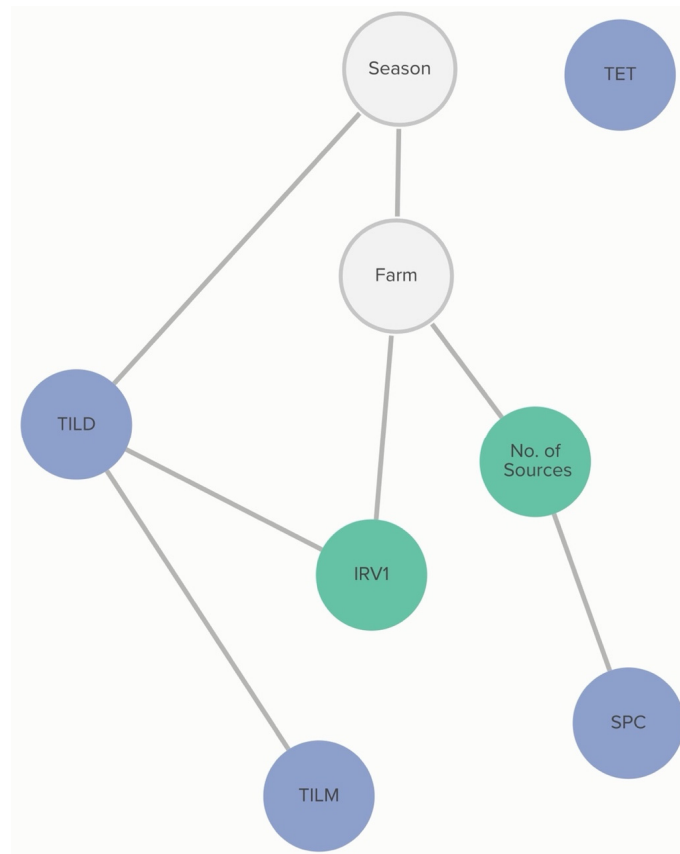 Season
TET
Farm
TILD
No. of
Sources
IRV1
SPC
TILM